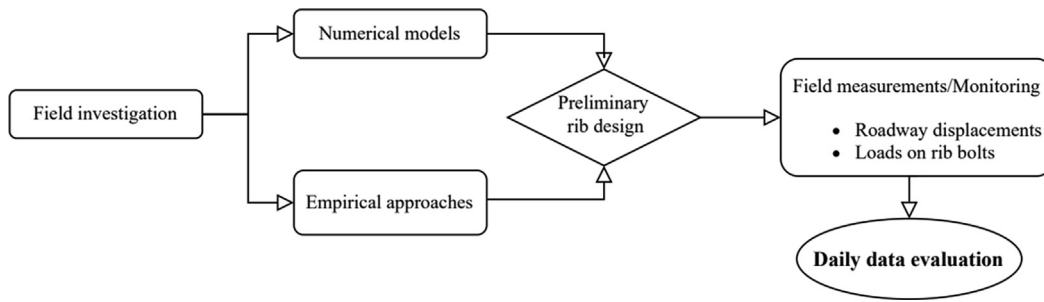 Field investigation
Numerical models
Empirical approaches
Preliminary
rib design
Field measurements/Monitoring
• Roadway displacements
• Loads on rib bolts
Daily data evaluation